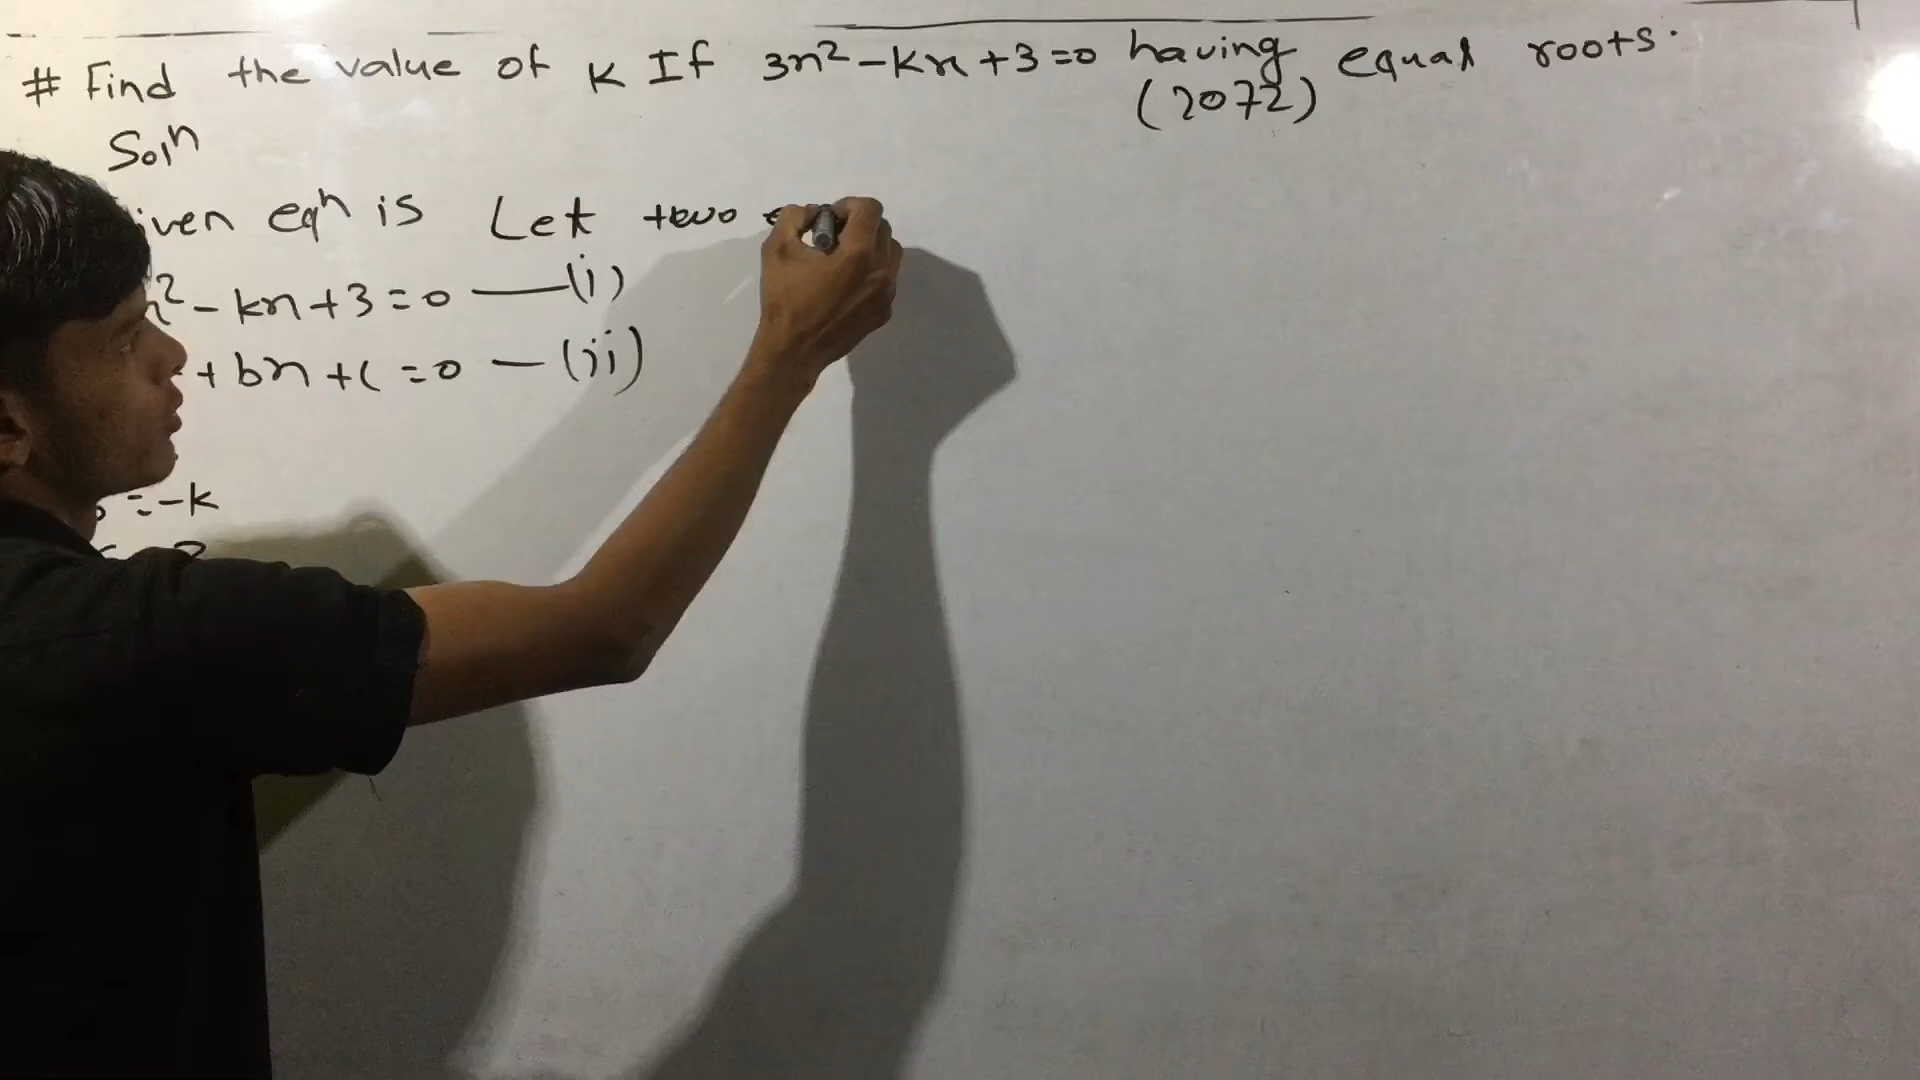 # Find the value of k If 3x²-kx+3=0 having equal roots.
(2072)
Solⁿ
iven eqⁿ is Let two
x²-kx+3=0 —(i)
+bx+c=0 —(ii)
b=-k